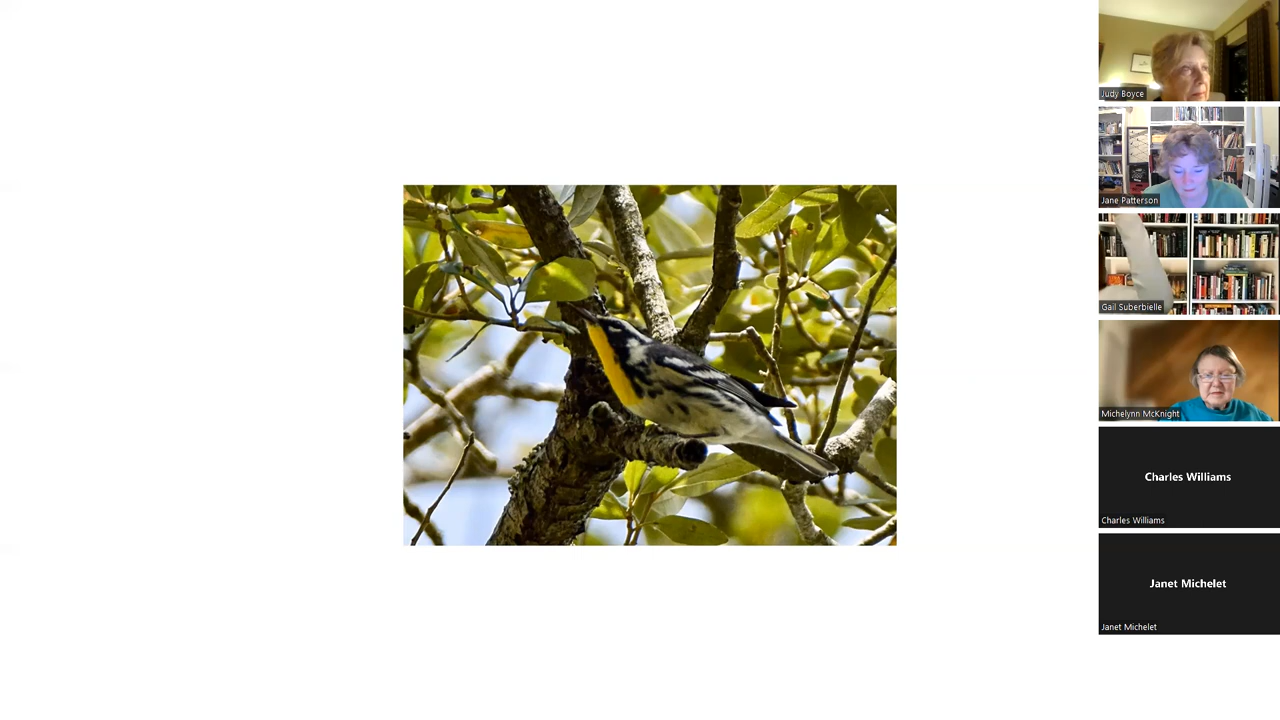 Judy Boyce
Jane Patterson
Gail Suberbielle
Michelynn McKnight
Charles Williams
Charles Williams
Janet Michelet
Janet Michelet